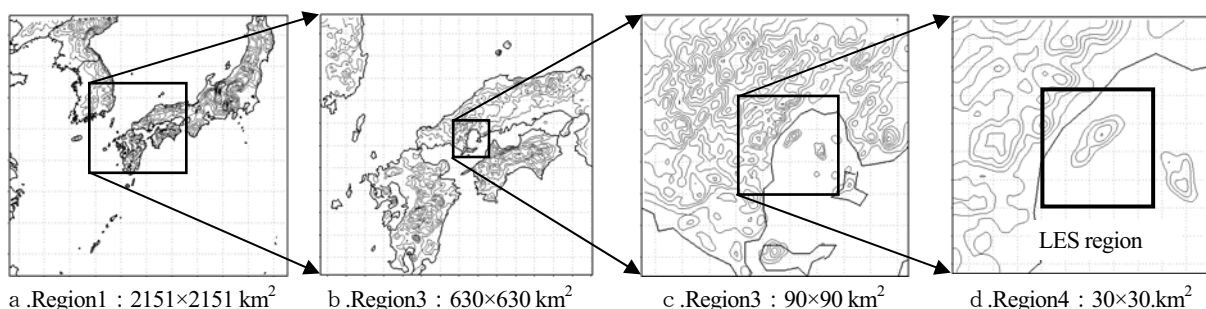 LES region
a .Region1：2151×2151 km²
b .Region3：630×630 km²
c .Region3：90×90 km²
d .Region4：30×30.km²